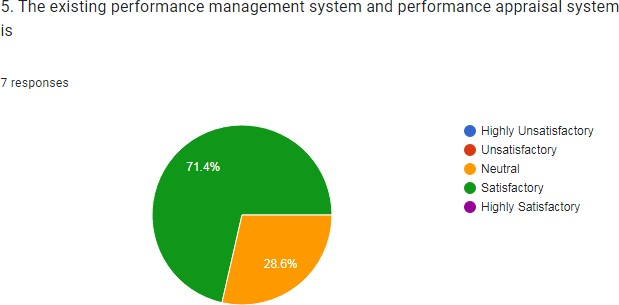 5. The existing performance management system and performance appraisal system
is
7 responses
71.4%
28.6%
Highly Unsatisfactory
Unsatisfactory
Neutral
Satisfactory
Highly Satisfactory